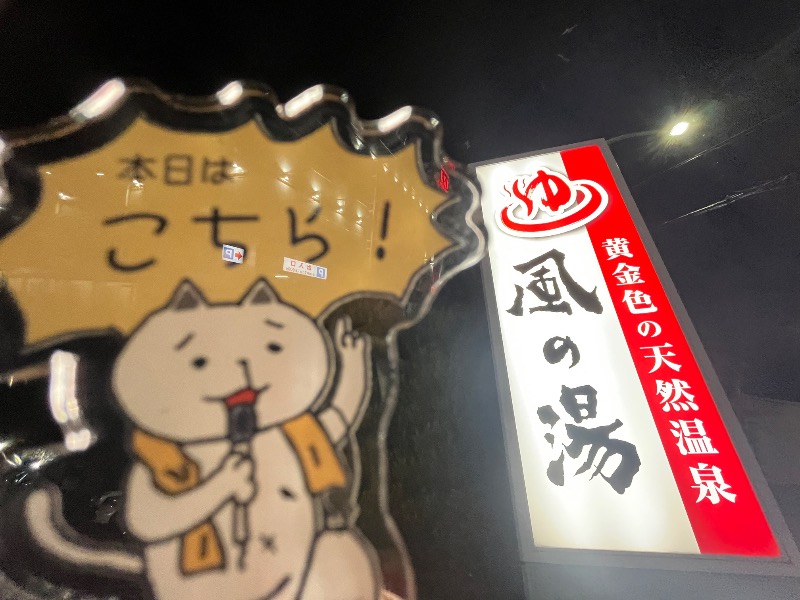 本日は
こちら!
ゆ
風の湯
黄金色の天然温泉